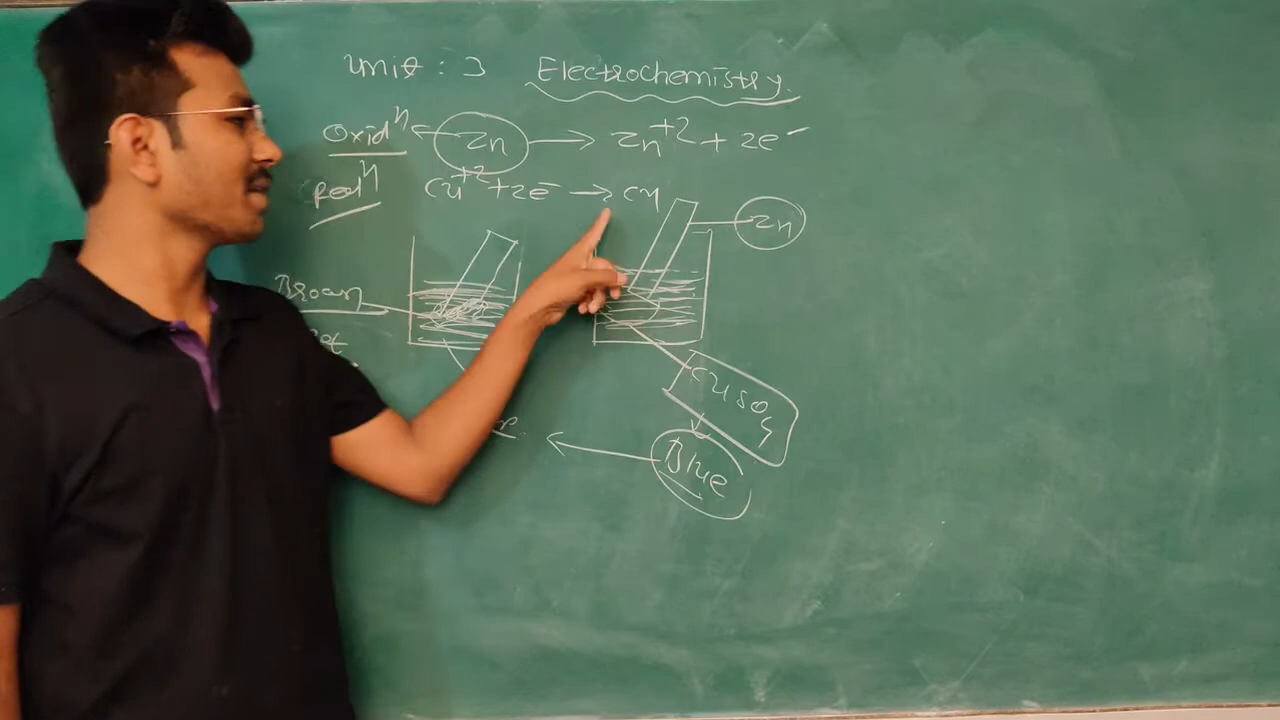 Unit : 3 Electrochemistry.
Oxidⁿ ← Zn → Zn⁺² + 2e⁻
Redⁿ Cu⁺² + 2e⁻ → Cu
Zn
Brown
CuSO₄
Blue